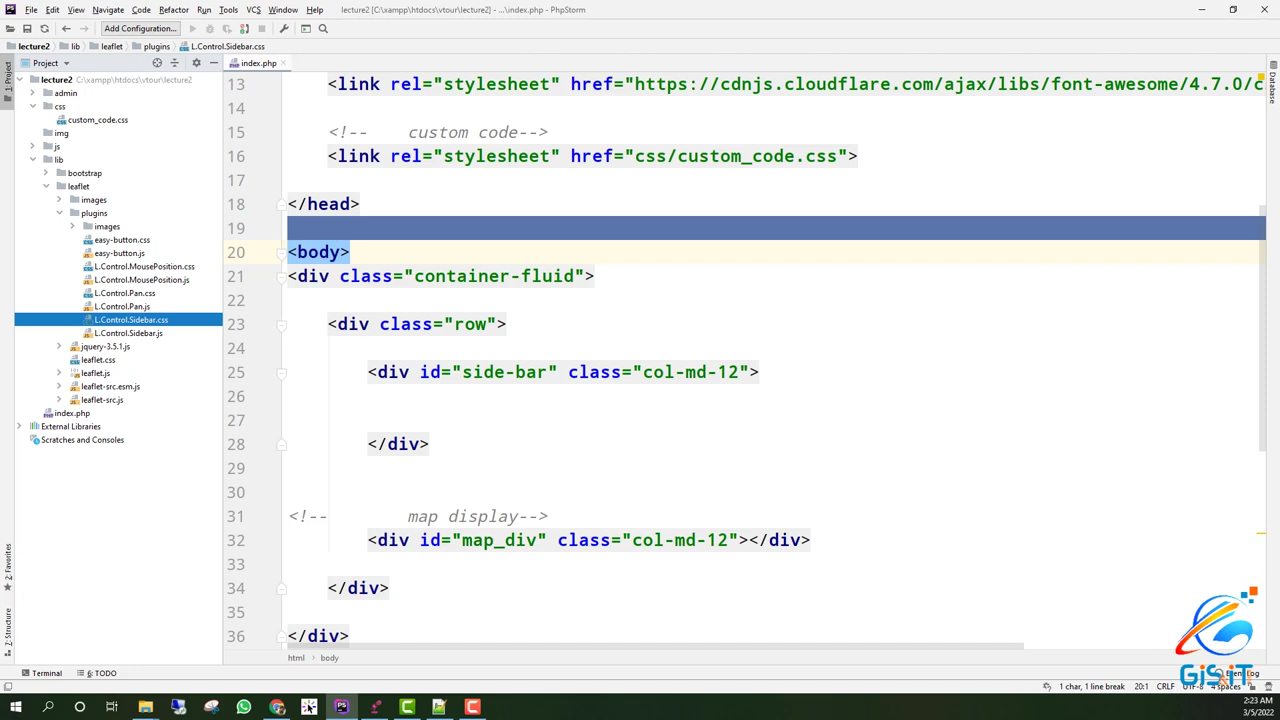 File Edit View Navigate Code Refactor Run Tools VCS Window Help lecture2 [C:\xampp\htdocs\vtour\lecture2] - ...\index.php - PhpStorm
Add Configuration...
lecture2 lib leaflet plugins L.Control.Sidebar.css
Project index.php
1: Project
Database
lecture2 C:\xampp\htdocs\vtour\lecture2
admin
css
custom_code.css
img
js
lib
bootstrap
leaflet
images
plugins
images
easy-button.css
easy-button.js
L.Control.MousePosition.css
L.Control.MousePosition.js
L.Control.Pan.css
L.Control.Pan.js
L.Control.Sidebar.css
L.Control.Sidebar.js
jquery-3.5.1.js
leaflet.css
leaflet.js
leaflet-src.esm.js
leaflet-src.js
index.php
External Libraries
Scratches and Consoles
2: Favorites
7: Structure
13 <link rel="stylesheet" href="https://cdnjs.cloudflare.com/ajax/libs/font-awesome/4.7.0/c
14
15 <!-- custom code-->
16 <link rel="stylesheet" href="css/custom_code.css">
17
18 </head>
19
20 <body>
21 <div class="container-fluid">
22
23 <div class="row">
24
25 <div id="side-bar" class="col-md-12">
26
27
28 </div>
29
30
31 <!-- map display-->
32 <div id="map_div" class="col-md-12"></div>
33
34 </div>
35
36 </div>
html body
GiSiT
Terminal 6: TODO
1 char, 1 line break 20:1 CRLF UTF-8 4 spaces
2:23 AM
3/5/2022